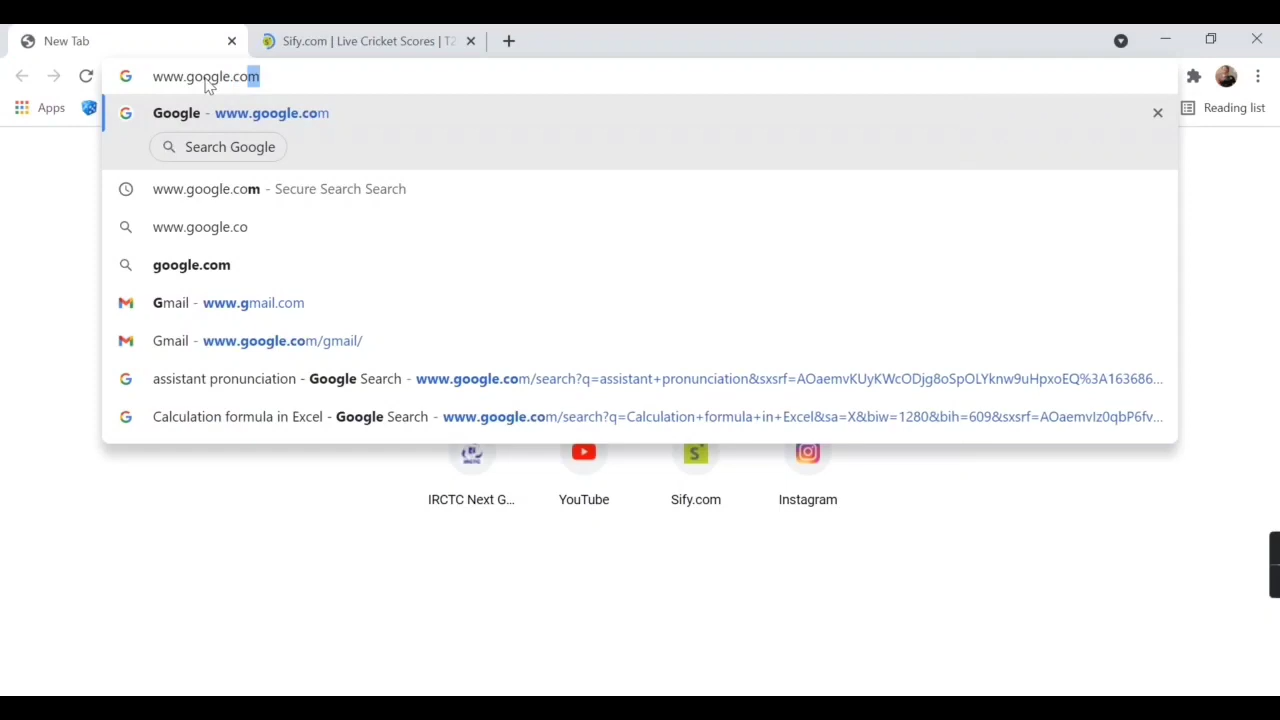 New Tab
Sify.com | Live Cricket Scores | T2
www.google.com
Apps
Reading list
Google - www.google.com
Search Google
www.google.com - Secure Search Search
www.google.co
google.com
Gmail - www.gmail.com
Gmail - www.google.com/gmail/
assistant pronunciation - Google Search - www.google.com/search?q=assistant+pronunciation&sxsrf=AOaemvKUyKWcODjg8oSpOLYknw9uHpxoEQ%3A163686...
Calculation formula in Excel - Google Search - www.google.com/search?q=Calculation+formula+in+Excel&sa=X&biw=1280&bih=609&sxsrf=AOaemvIz0qbP6fv...
IRCTC
S
IRCTC Next G...
YouTube
Sify.com
Instagram